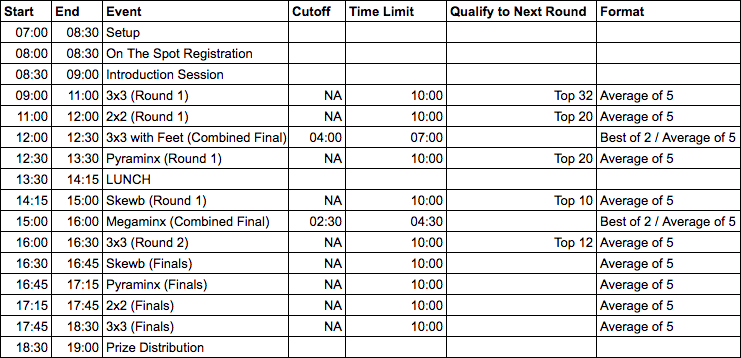 Start End Event Cutoff Time Limit Qualify to Next Round Format
07:00 08:30 Setup
08:00 08:30 On The Spot Registration
08:30 09:00 Introduction Session
09:00 11:00 3x3 (Round 1) NA 10:00 Top 32 Average of 5
11:00 12:00 2x2 (Round 1) NA 10:00 Top 20 Average of 5
12:00 12:30 3x3 with Feet (Combined Final) 04:00 07:00 Best of 2 / Average of 5
12:30 13:30 Pyraminx (Round 1) NA 10:00 Top 20 Average of 5
13:30 14:15 LUNCH
14:15 15:00 Skewb (Round 1) NA 10:00 Top 10 Average of 5
15:00 16:00 Megaminx (Combined Final) 02:30 04:30 Best of 2 / Average of 5
16:00 16:30 3x3 (Round 2) NA 10:00 Top 12 Average of 5
16:30 16:45 Skewb (Finals) NA 10:00 Average of 5
16:45 17:15 Pyraminx (Finals) NA 10:00 Average of 5
17:15 17:45 2x2 (Finals) NA 10:00 Average of 5
17:45 18:30 3x3 (Finals) NA 10:00 Average of 5
18:30 19:00 Prize Distribution